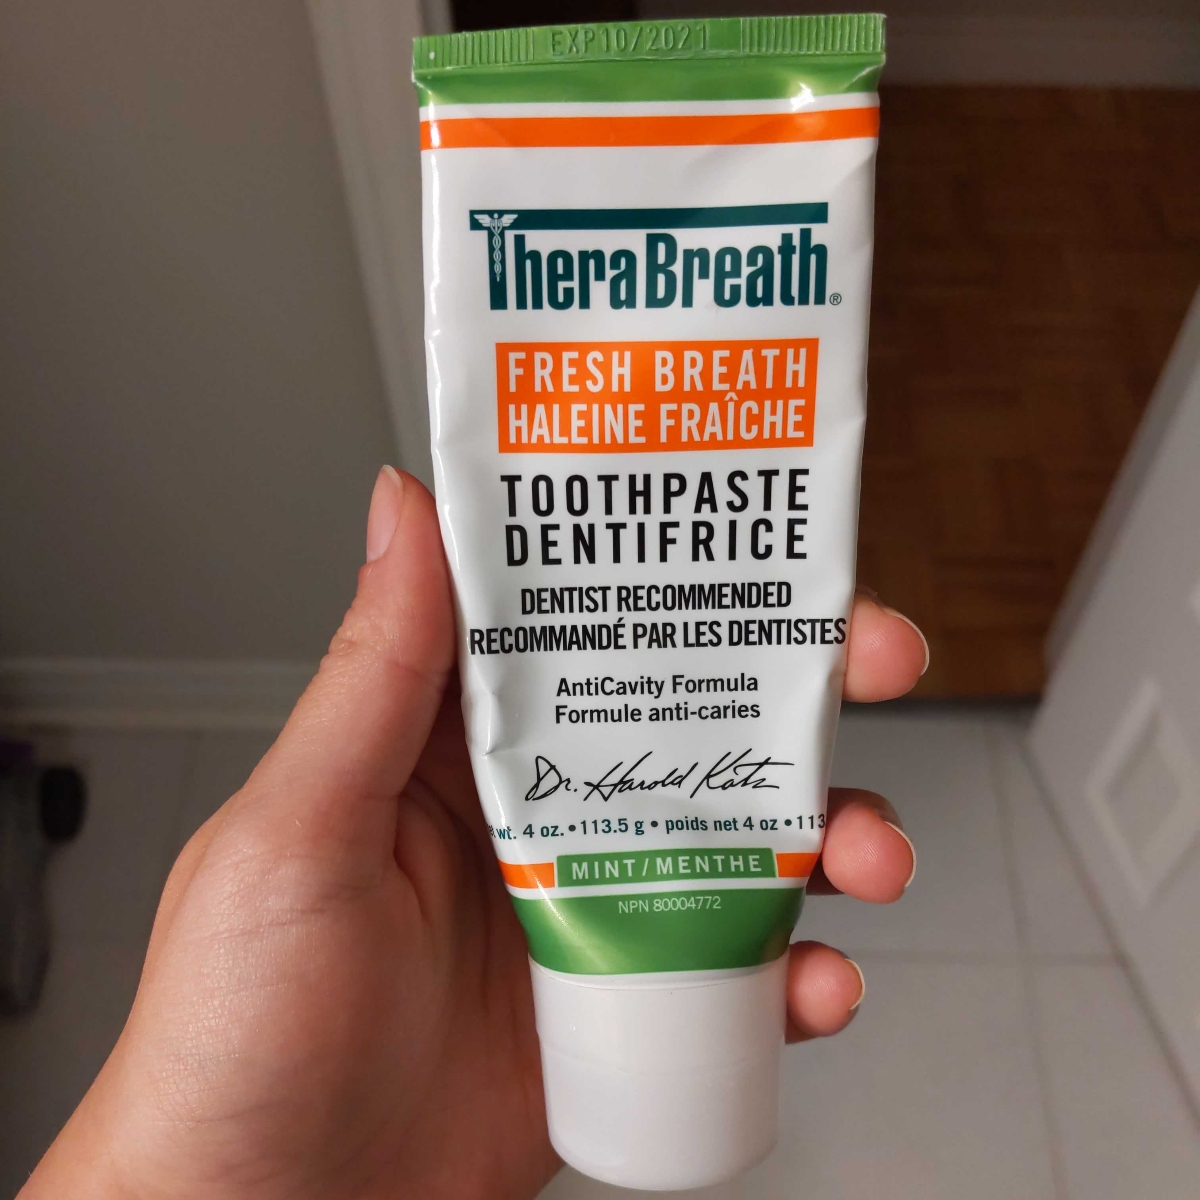 EXP10/2021
TheraBreath®
FRESH BREATH
HALEINE FRAÎCHE
TOOTHPASTE
DENTIFRICE
DENTIST RECOMMENDED
RECOMMANDÉ PAR LES DENTISTES
AntiCavity Formula
Formule anti-caries
Dr. Harold Katz
wt. 4 oz. • 113.5 g • poids net 4 oz • 113
MINT/MENTHE
NPN 80004772